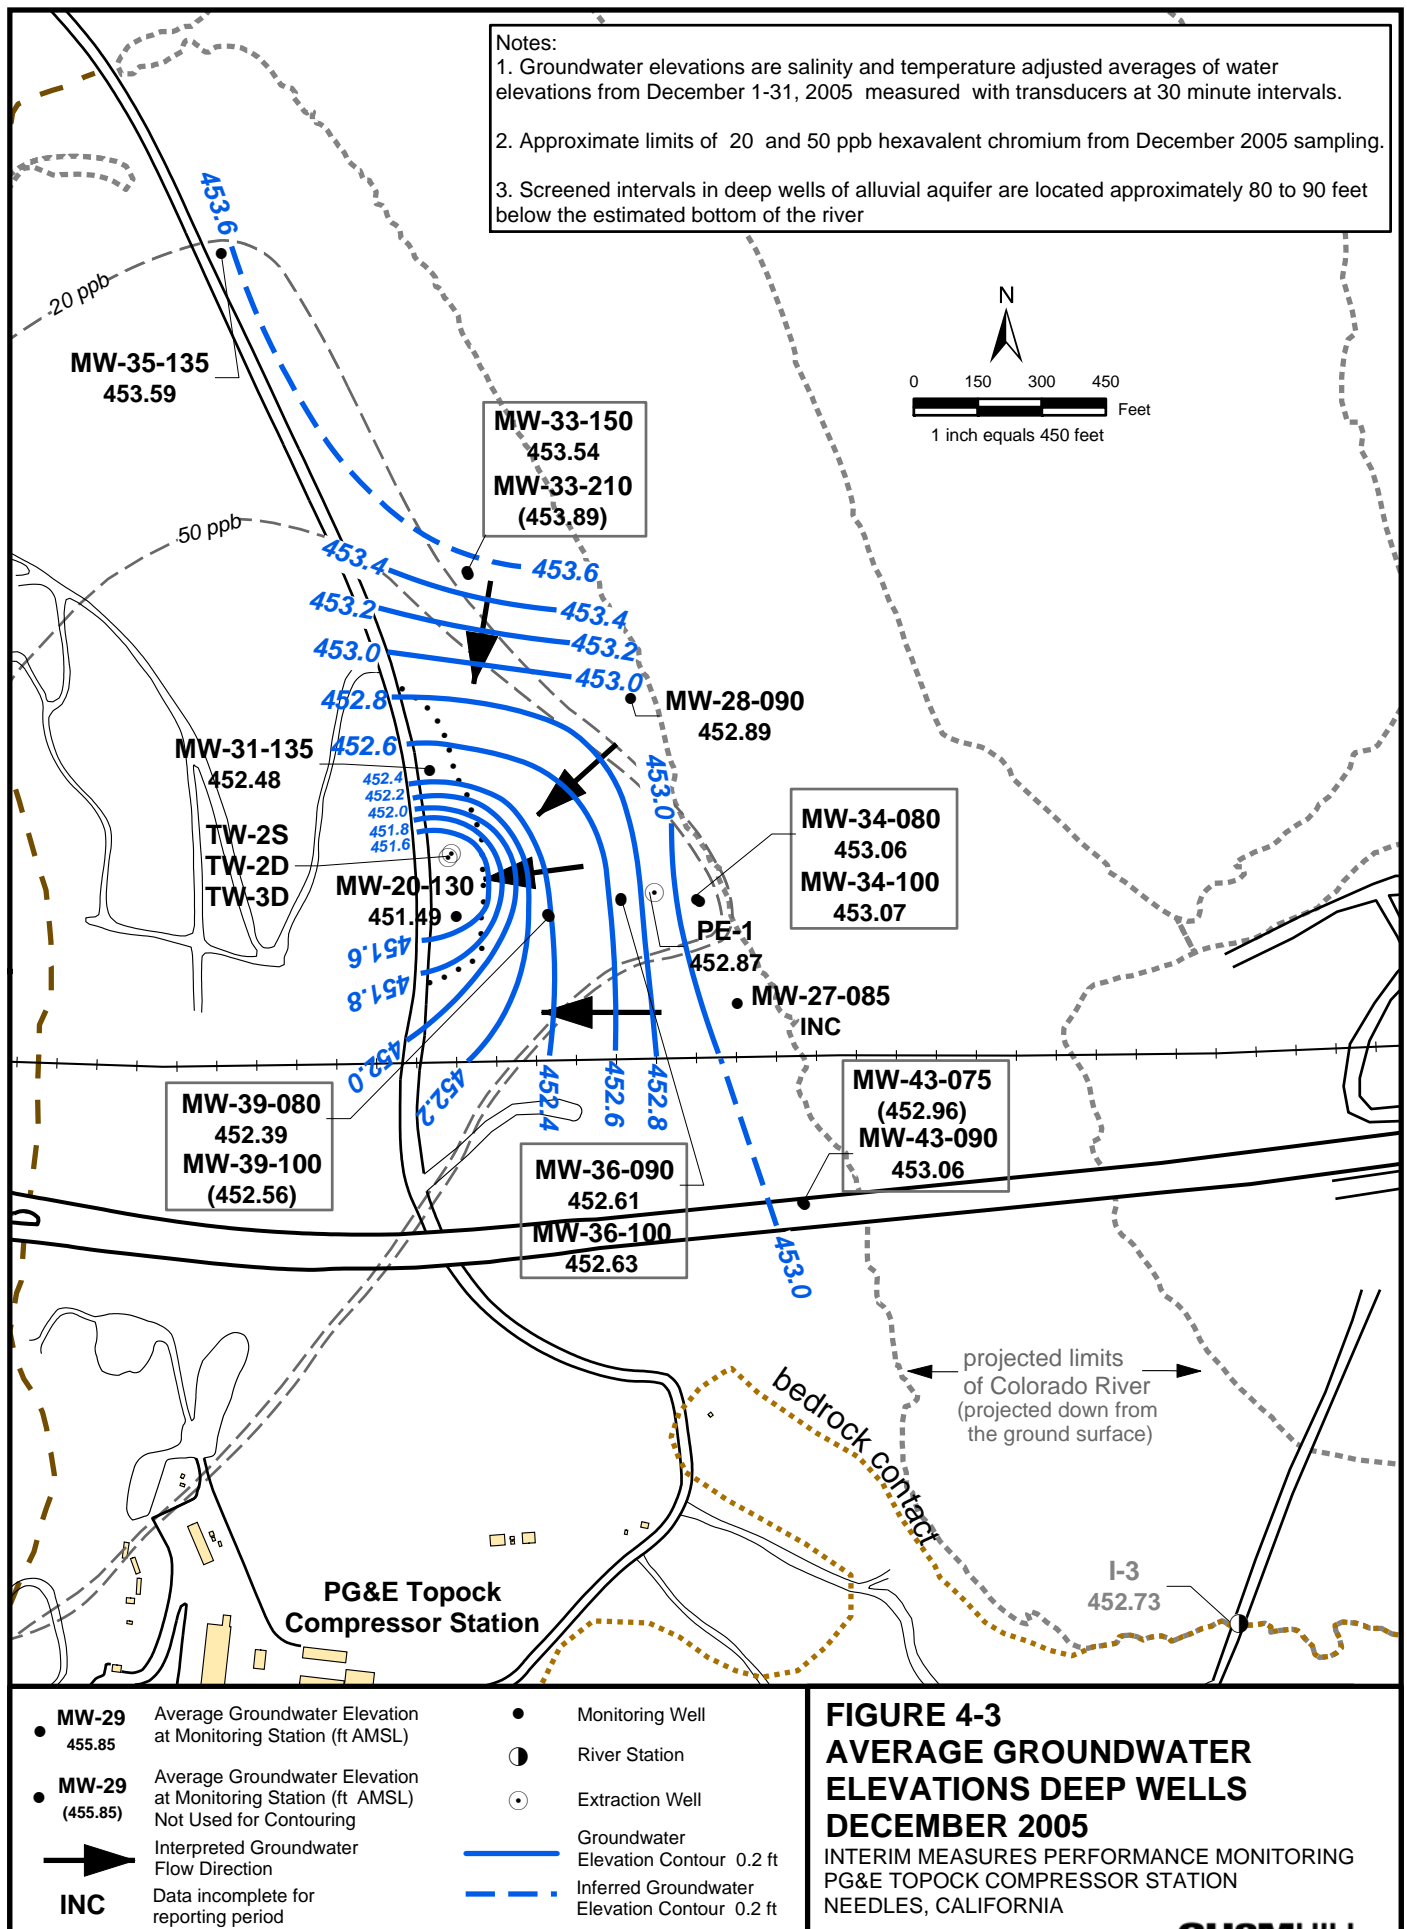 Notes:
1. Groundwater elevations are salinity and temperature adjusted averages of water
elevations from December 1-31, 2005 measured with transducers at 30 minute intervals.
2. Approximate limits of 20 and 50 ppb hexavalent chromium from December 2005 sampling.
3. Screened intervals in deep wells of alluvial aquifer are located approximately 80 to 90 feet
below the estimated bottom of the river
453.6
20 ppb
MW-35-135
453.59
N
0 150 300 450
Feet
1 inch equals 450 feet
MW-33-150
453.54
MW-33-210
(453.89)
50 ppb
453.4
453.6
453.2
453.4
453.0
453.2
453.0
452.8
MW-28-090
452.89
MW-31-135
452.48
452.6
453.0
452.4
452.2
452.0
451.8
451.6
TW-2S
TW-2D
TW-3D
MW-34-080
453.06
MW-34-100
453.07
MW-20-130
451.49
PE-1
452.87
451.6
451.8
MW-27-085
INC
452.0
452.2
452.4
452.6
452.8
MW-39-080
452.39
MW-39-100
(452.56)
MW-43-075
(452.96)
MW-43-090
453.06
MW-36-090
452.61
MW-36-100
452.63
453.0
projected limits
of Colorado River
(projected down from
the ground surface)
bedrock contact
I-3
452.73
PG&E Topock
Compressor Station
MW-29
455.85
Average Groundwater Elevation
at Monitoring Station (ft AMSL)
MW-29
(455.85)
Average Groundwater Elevation
at Monitoring Station (ft AMSL)
Not Used for Contouring
Interpreted Groundwater
Flow Direction
INC
Data incomplete for
reporting period
Monitoring Well
River Station
Extraction Well
Groundwater
Elevation Contour 0.2 ft
Inferred Groundwater
Elevation Contour 0.2 ft
FIGURE 4-3
AVERAGE GROUNDWATER
ELEVATIONS DEEP WELLS
DECEMBER 2005
INTERIM MEASURES PERFORMANCE MONITORING
PG&E TOPOCK COMPRESSOR STATION
NEEDLES, CALIFORNIA